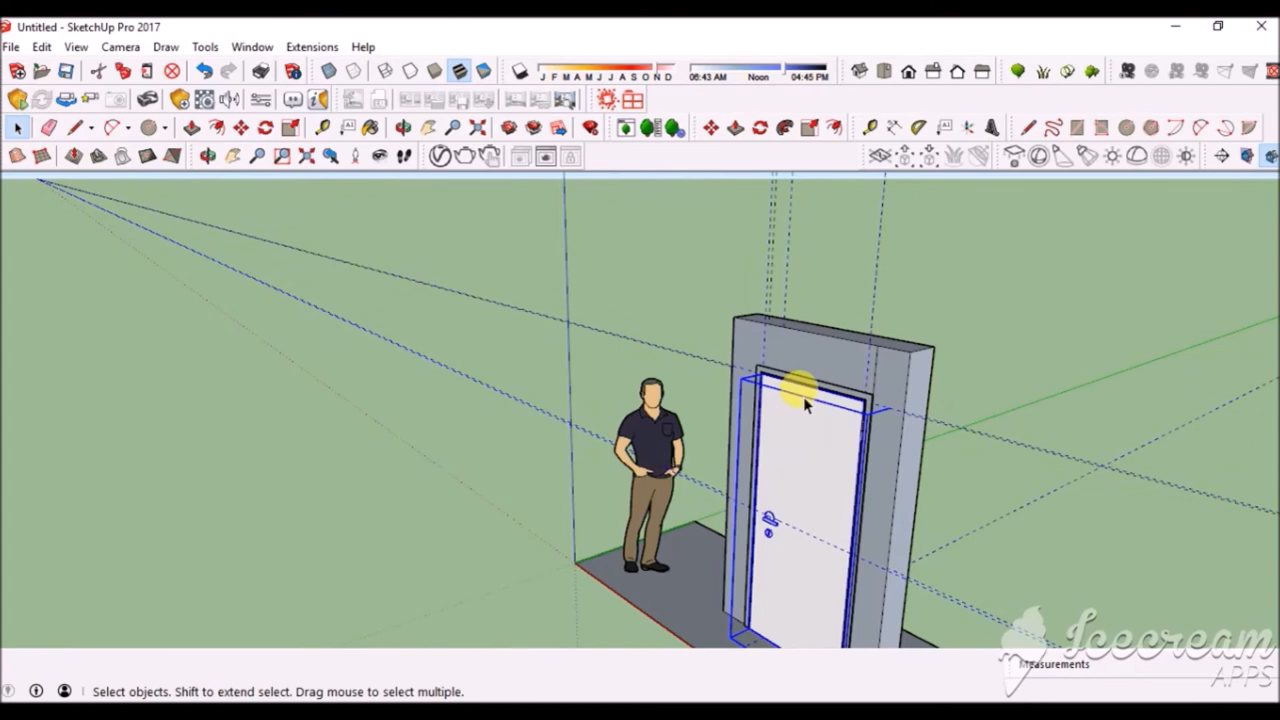 Untitled - SketchUp Pro 2017
File Edit View Camera Draw Tools Window Extensions Help
J F M A M J J A S O N D 06:43 AM Noon 04:45 PM
Icecream
APPS
Measurements
Select objects. Shift to extend select. Drag mouse to select multiple.